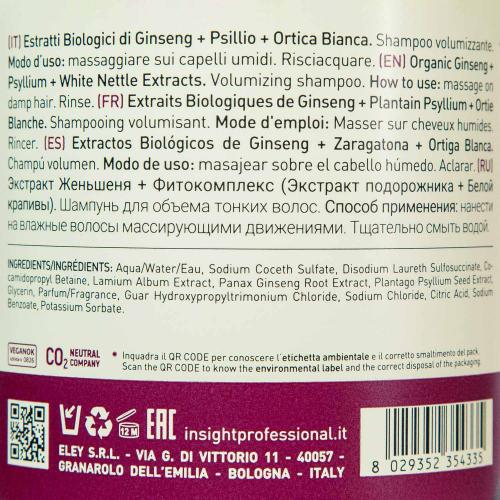 (IT) Estratti Biologici di Ginseng + Psillio + Ortica Bianca. Shampoo volumizzante.
Modo d'uso: massaggiare sui capelli umidi. Risciacquare. (EN) Organic Ginseng +
Psyllium + White Nettle Extracts. Volumizing shampoo. How to use: massage on
damp hair. Rinse. (FR) Extraits Biologiques de Ginseng + Plantain Psyllium + Ortie
Blanche. Shampooing volumisant. Mode d'emploi: Masser sur cheveux humides.
Rincer. (ES) Extractos Biológicos de Ginseng + Zaragatona + Ortiga Blanca.
Champú volumen. Modo de uso: masajear sobre el cabello húmedo. Aclarar. (RU)
Экстракт Женьшеня + Фитокомплекс (Экстракт подорожника + Белой
крапивы). Шампунь для объема тонких волос. Способ применения: нанести
на влажные волосы массирующими движениями. Тщательно смыть водой.
INGREDIENTS/INGRÉDIENTS: Aqua/Water/Eau, Sodium Coceth Sulfate, Disodium Laureth Sulfosuccinate, Co-
camidopropyl Betaine, Lamium Album Extract, Panax Ginseng Root Extract, Plantago Psyllium Seed Extract,
Glycerin, Parfum/Fragrance, Guar Hydroxypropyltrimonium Chloride, Sodium Chloride, Citric Acid, Sodium
Benzoate, Potassium Sorbate.
VEGANOK
CO2 NEUTRAL COMPANY
* Inquadra il QR CODE per conoscere l'etichetta ambientale e il corretto smaltimento del pack.
Scan the QR CODE to know the environmental label and the correct disposal of the packaging.
12 M
EAC
insightprofessional.it
ELEY S.R.L. - VIA G. DI VITTORIO 11 - 40057 -
GRANAROLO DELL'EMILIA - BOLOGNA - ITALY
8 029352 354335